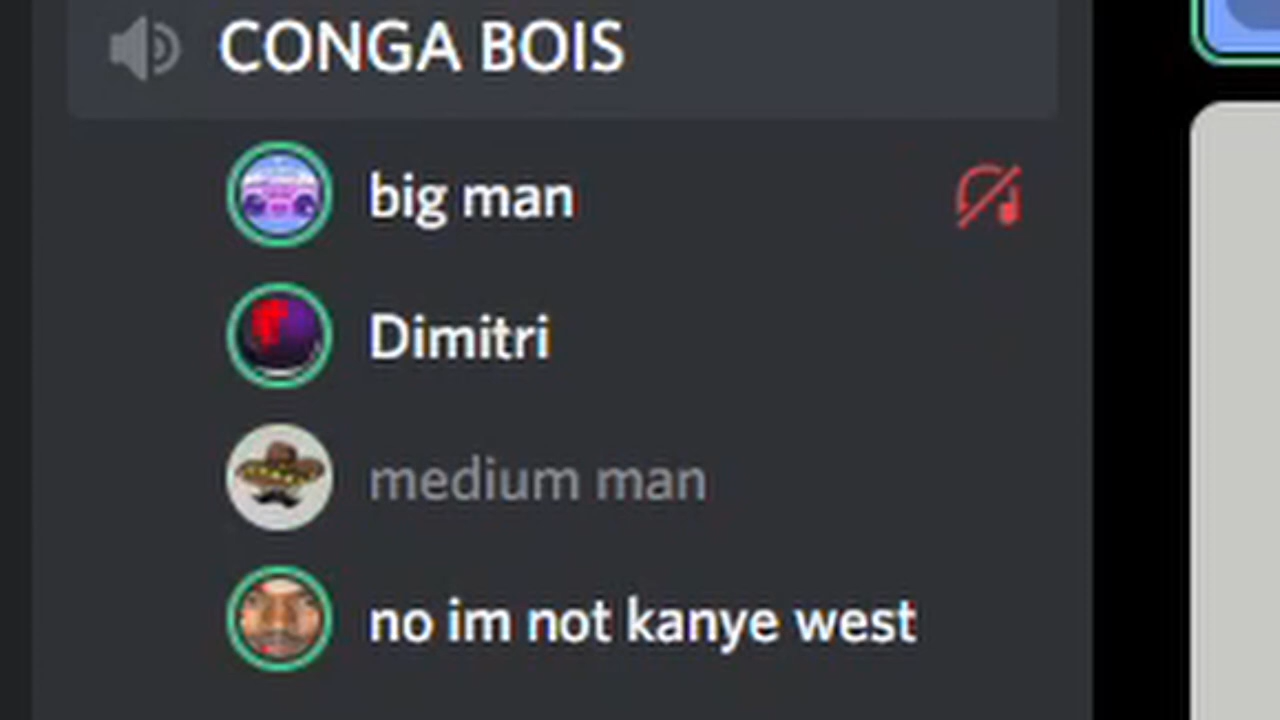 CONGA BOIS
big man
Dimitri
medium man
no im not kanye west